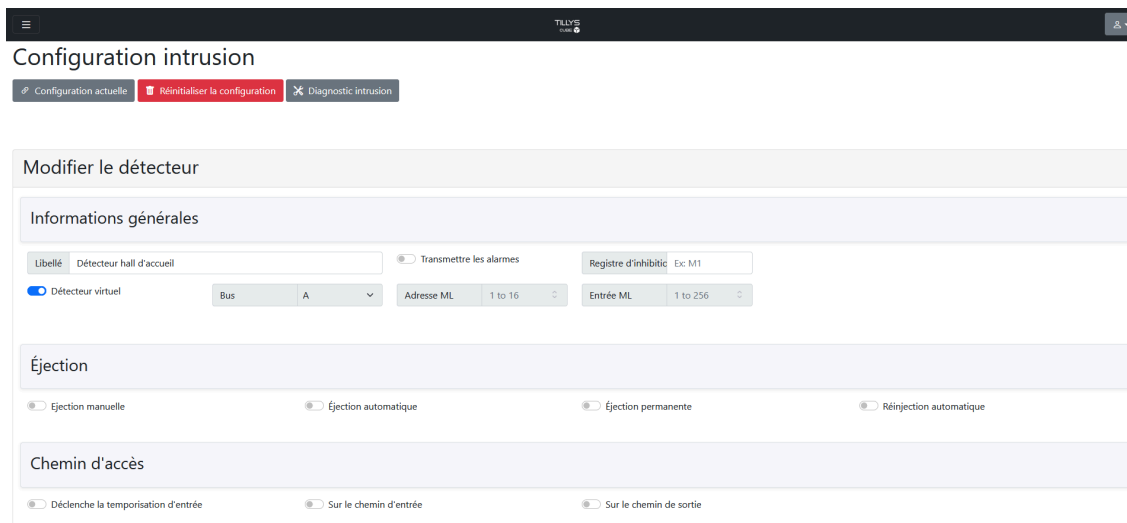 TILLYS
CUBE
Configuration intrusion
Configuration actuelle Réinitialiser la configuration Diagnostic intrusion
Modifier le détecteur
Informations générales
Libellé Détecteur hall d'accueil Transmettre les alarmes Registre d'inhibitic Ex: M1
Détecteur virtuel Bus A Adresse ML 1 to 16 Entrée ML 1 to 256
Éjection
Ejection manuelle Éjection automatique Éjection permanente Réinjection automatique
Chemin d'accès
Déclenche la temporisation d'entrée Sur le chemin d'entrée Sur le chemin de sortie